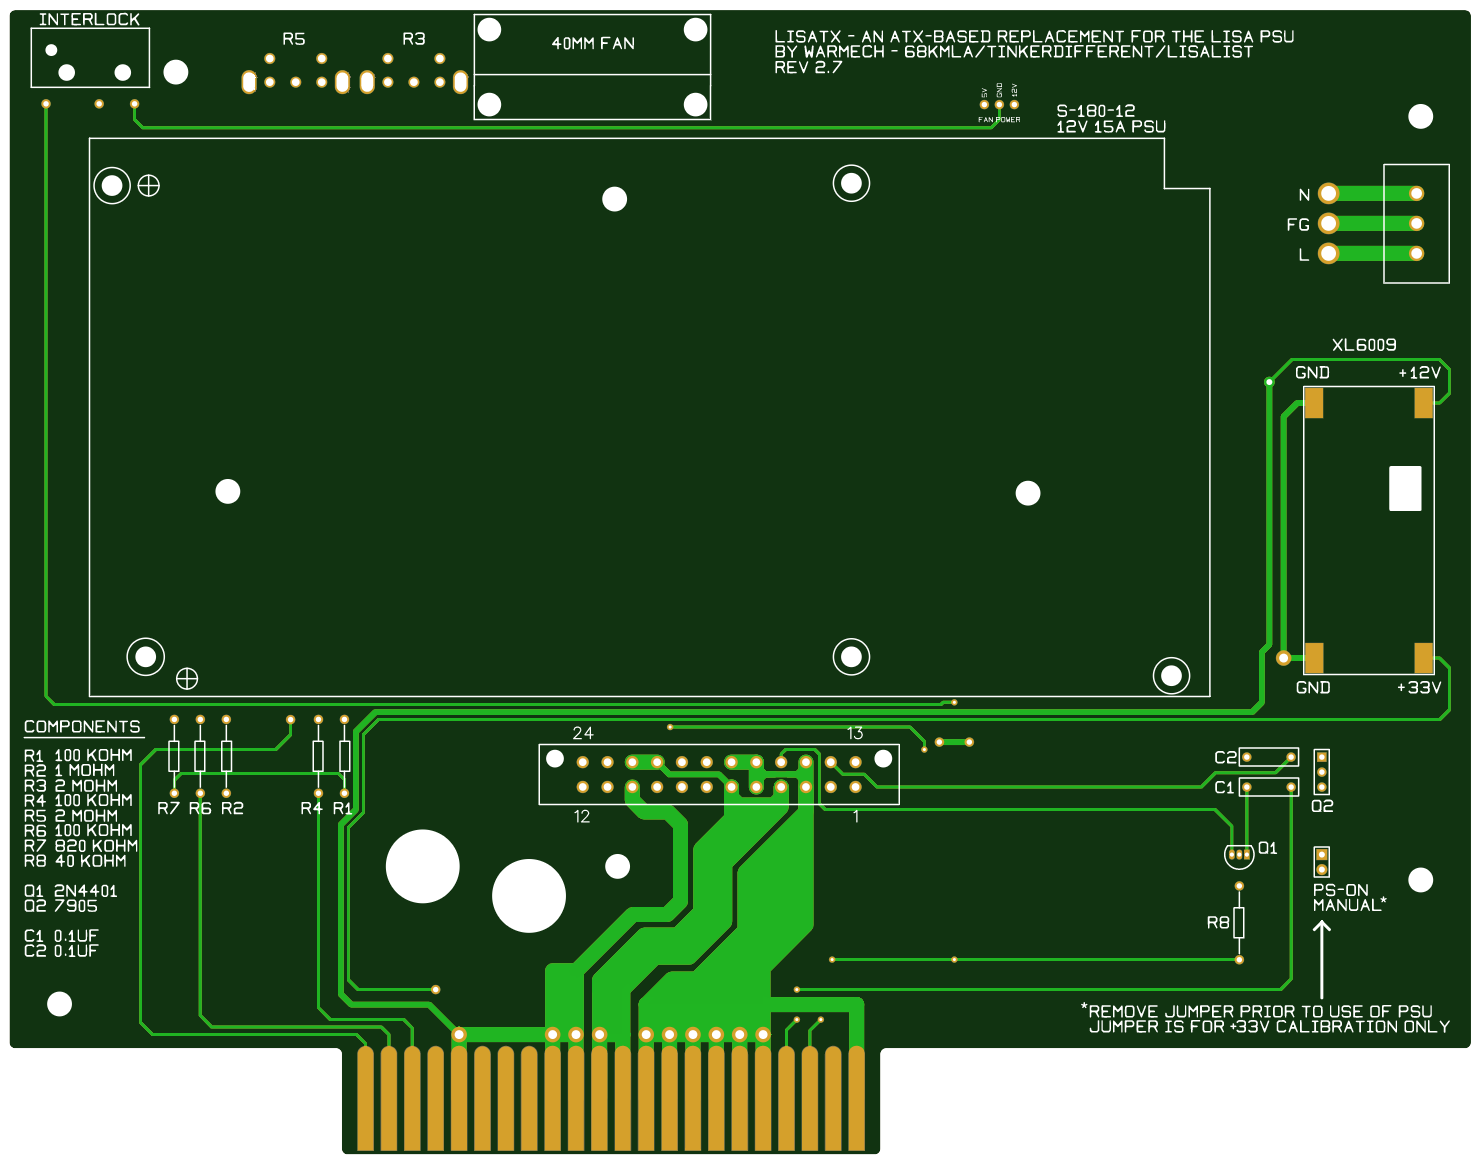 INTERLOCK
R5
R3
40MM FAN
LISATX - AN ATX-BASED REPLACEMENT FOR THE LISA PSU
BY WARMECH - 68KMLA/TINKERDIFFERENT/LISALIST
REV 2.7
5V
GND
12V
FAN POWER
S-180-12
12V 15A PSU
N
FG
L
XL6009
GND
+12V
GND
+33V
COMPONENTS
R1 100 KOHM
R2 1 MOHM
R3 2 MOHM
R4 100 KOHM
R5 2 MOHM
R6 100 KOHM
R7 820 KOHM
R8 40 KOHM
Q1 2N4401
Q2 7905
C1 0.1UF
C2 0.1UF
R7
R6
R2
R4
R1
24
13
12
1
C2
C1
Q2
Q1
PS-ON
MANUAL*
R8
*REMOVE JUMPER PRIOR TO USE OF PSU
JUMPER IS FOR +33V CALIBRATION ONLY